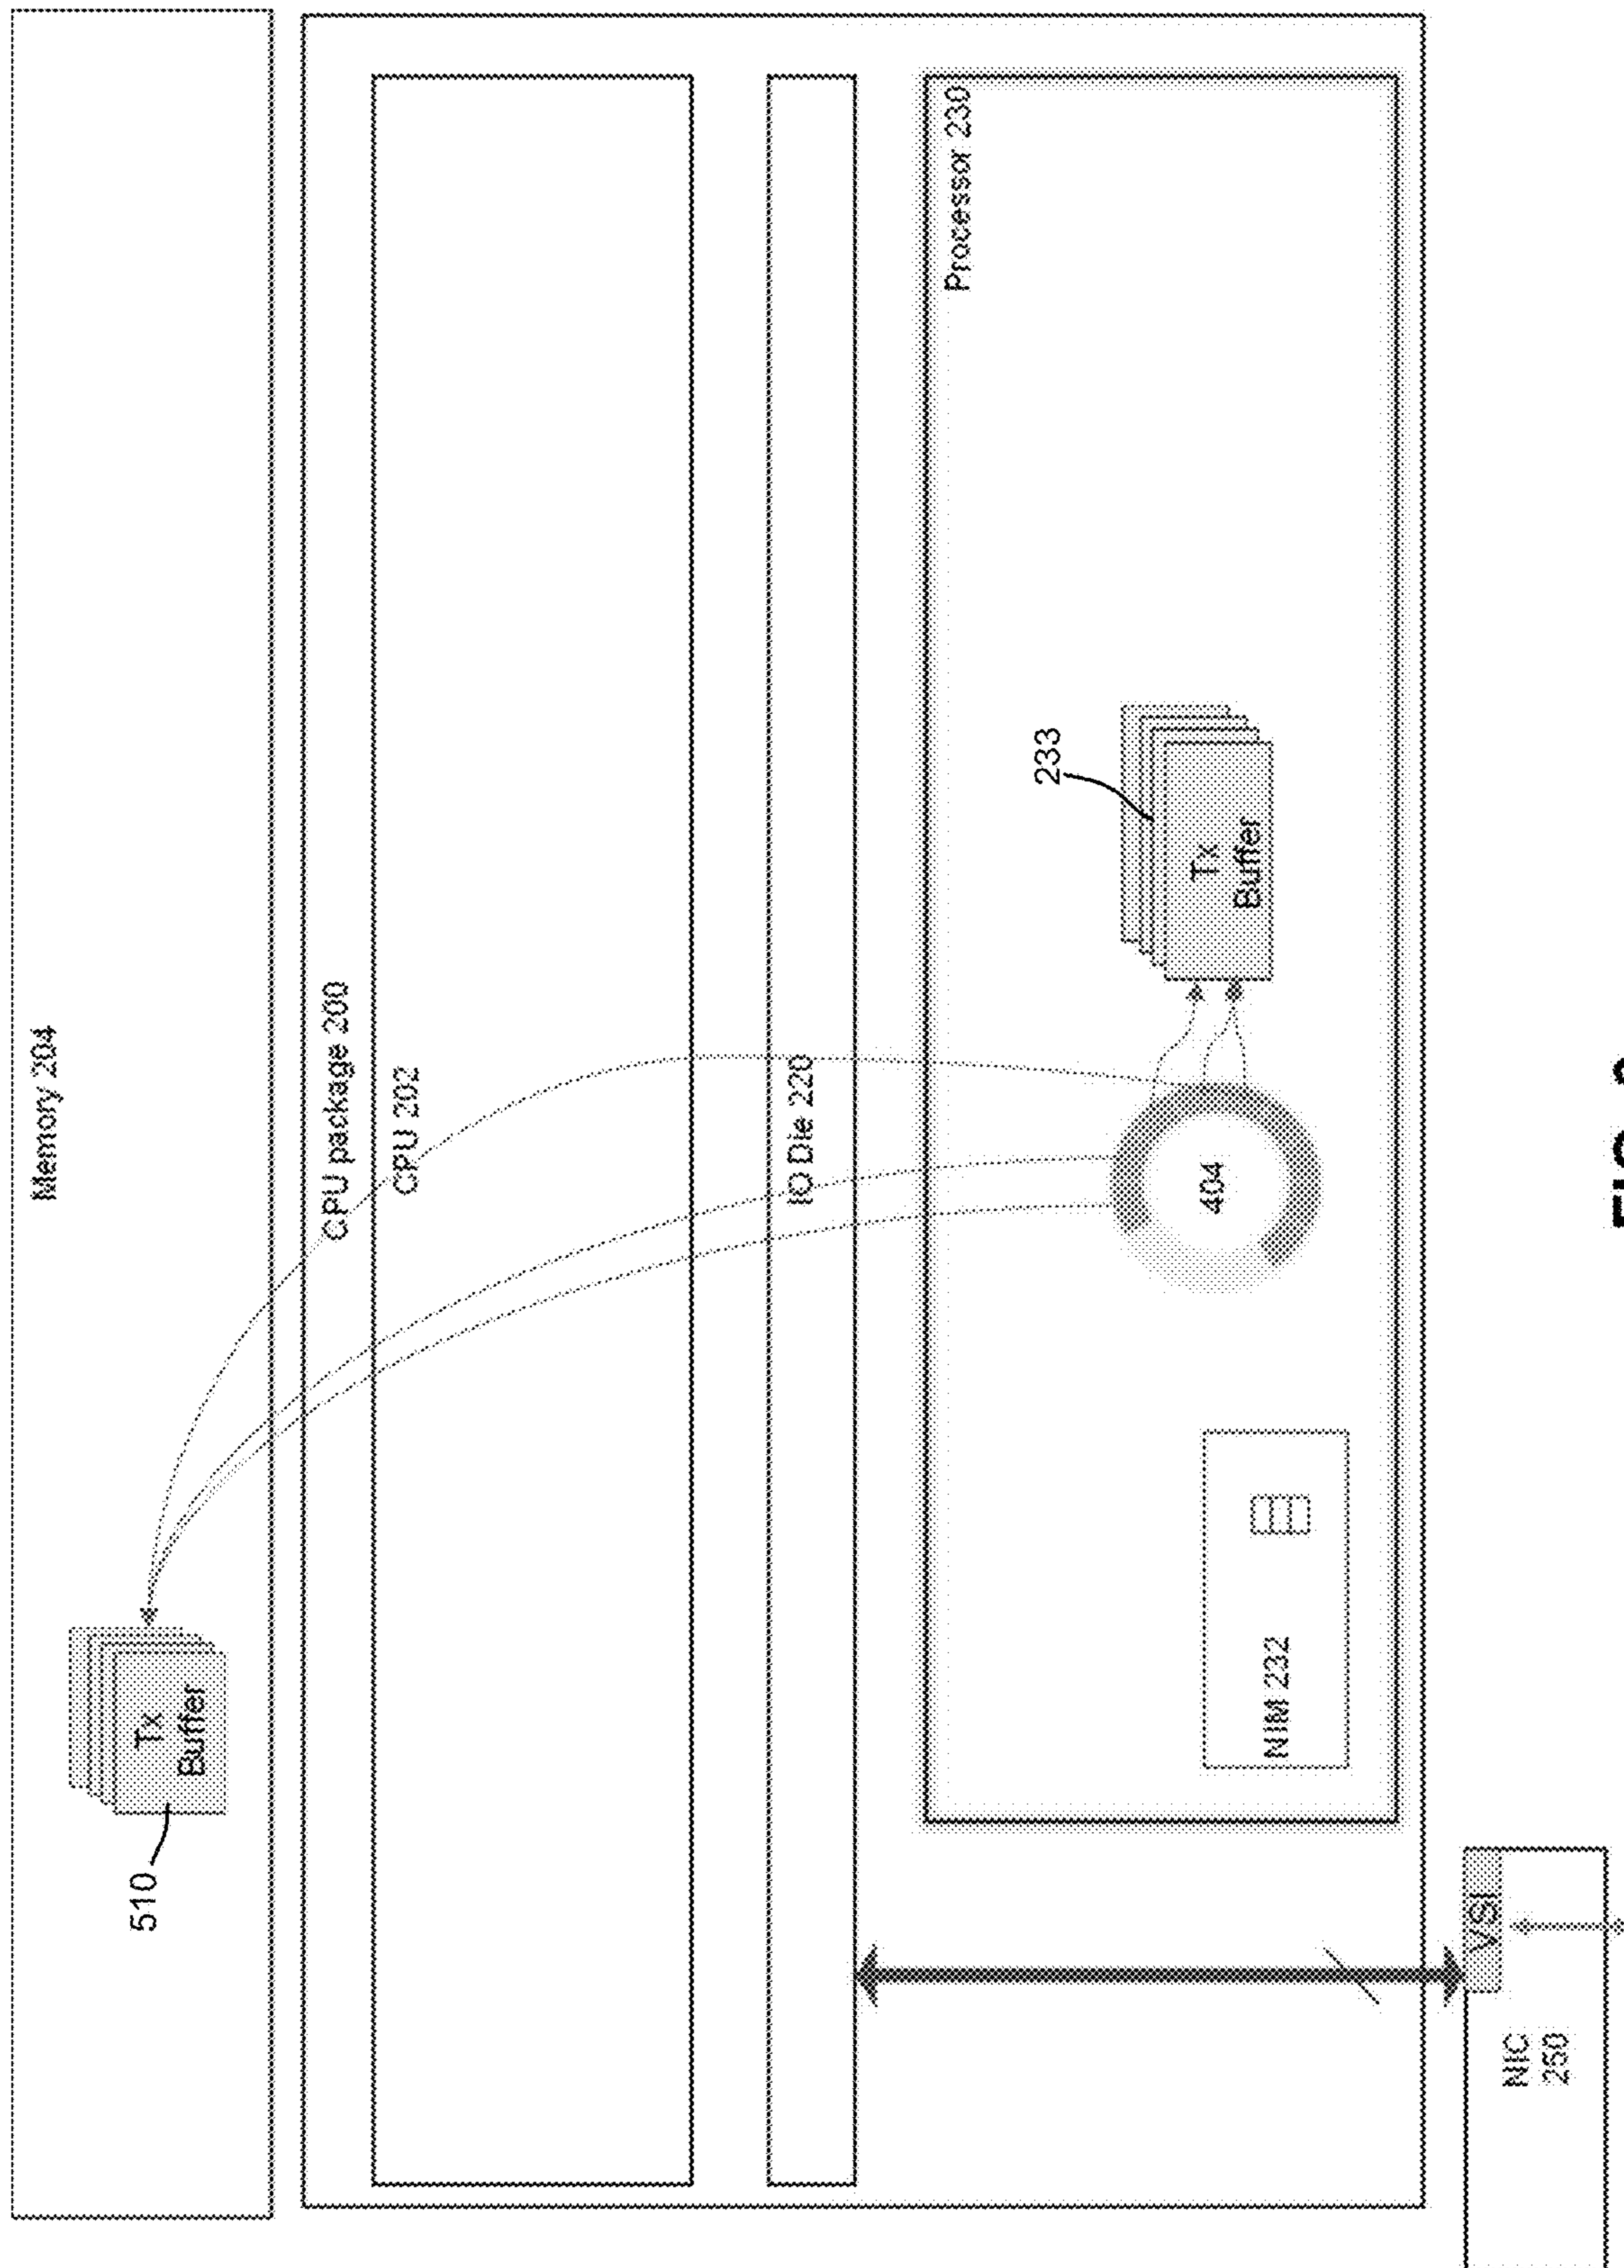 Memory 204
510
Tx
Buffer
CPU package 200
CPU 202
IO Die 220
Processor 230
233
Tx
Buffer
404
NIM 232
VSI
NIC
250